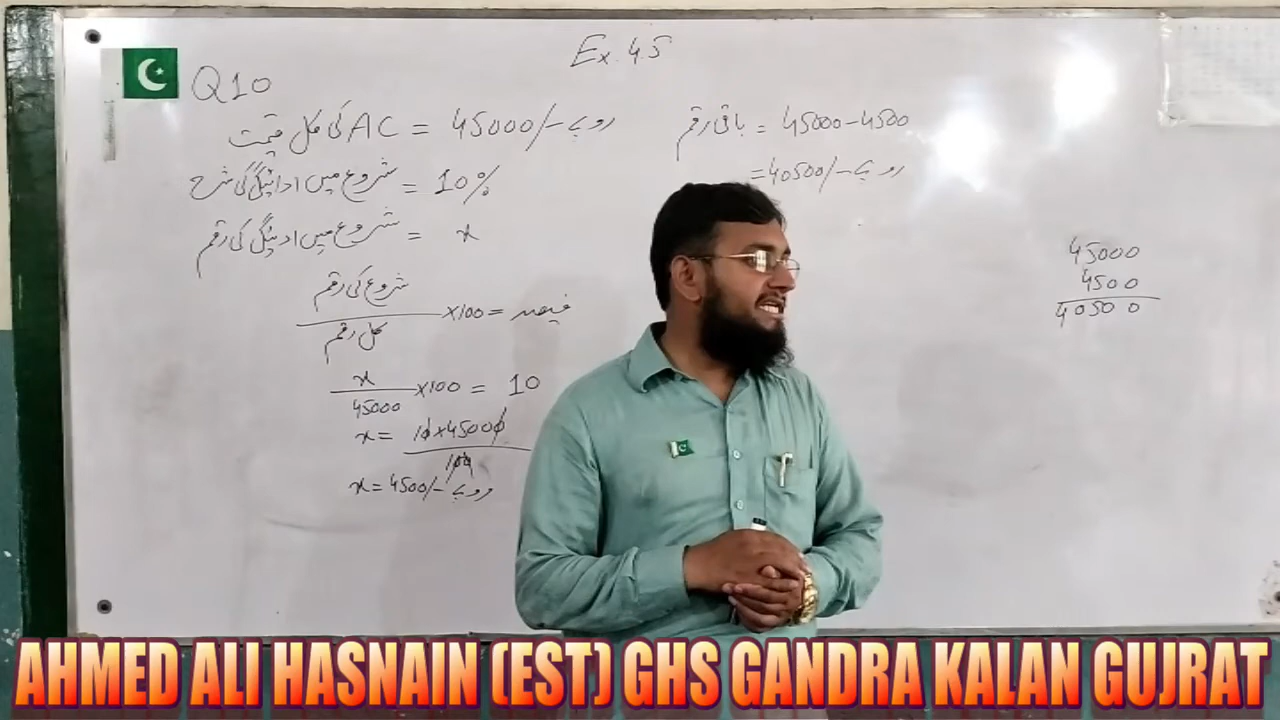 Ex. 4.5
Q10
AC کی کل قیمت = 45000/- روپے
شروع میں ادائیگی کی شرح = 10%
شروع میں ادئیگی کی رقم = x
شروع کی رقم
کل رقم
×100 = فیصد
x
45000
×100 = 10
x = 10×45000
100
x = 4500/- روپے
باقی رقم = 45000-4500
=40500/- روپے
45000
4500
40500
AHMED ALI HASNAIN (EST) GHS GANDRA KALAN GUJRAT